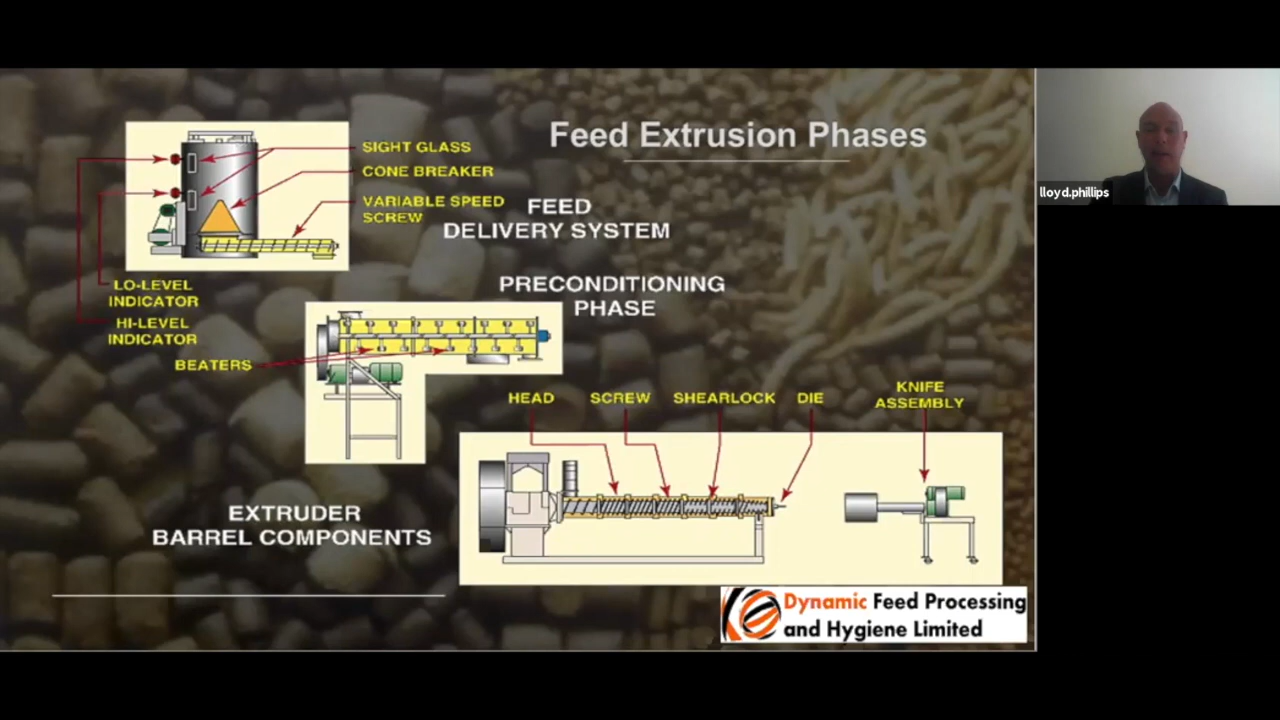 Feed Extrusion Phases
SIGHT GLASS
CONE BREAKER
VARIABLE SPEED
SCREW
FEED
DELIVERY SYSTEM
LO-LEVEL
INDICATOR
HI-LEVEL
INDICATOR
PRECONDITIONING
PHASE
BEATERS
HEAD
SCREW
SHEARLOCK
DIE
KNIFE
ASSEMBLY
EXTRUDER
BARREL COMPONENTS
Dynamic Feed Processing
and Hygiene Limited
lloyd.phillips